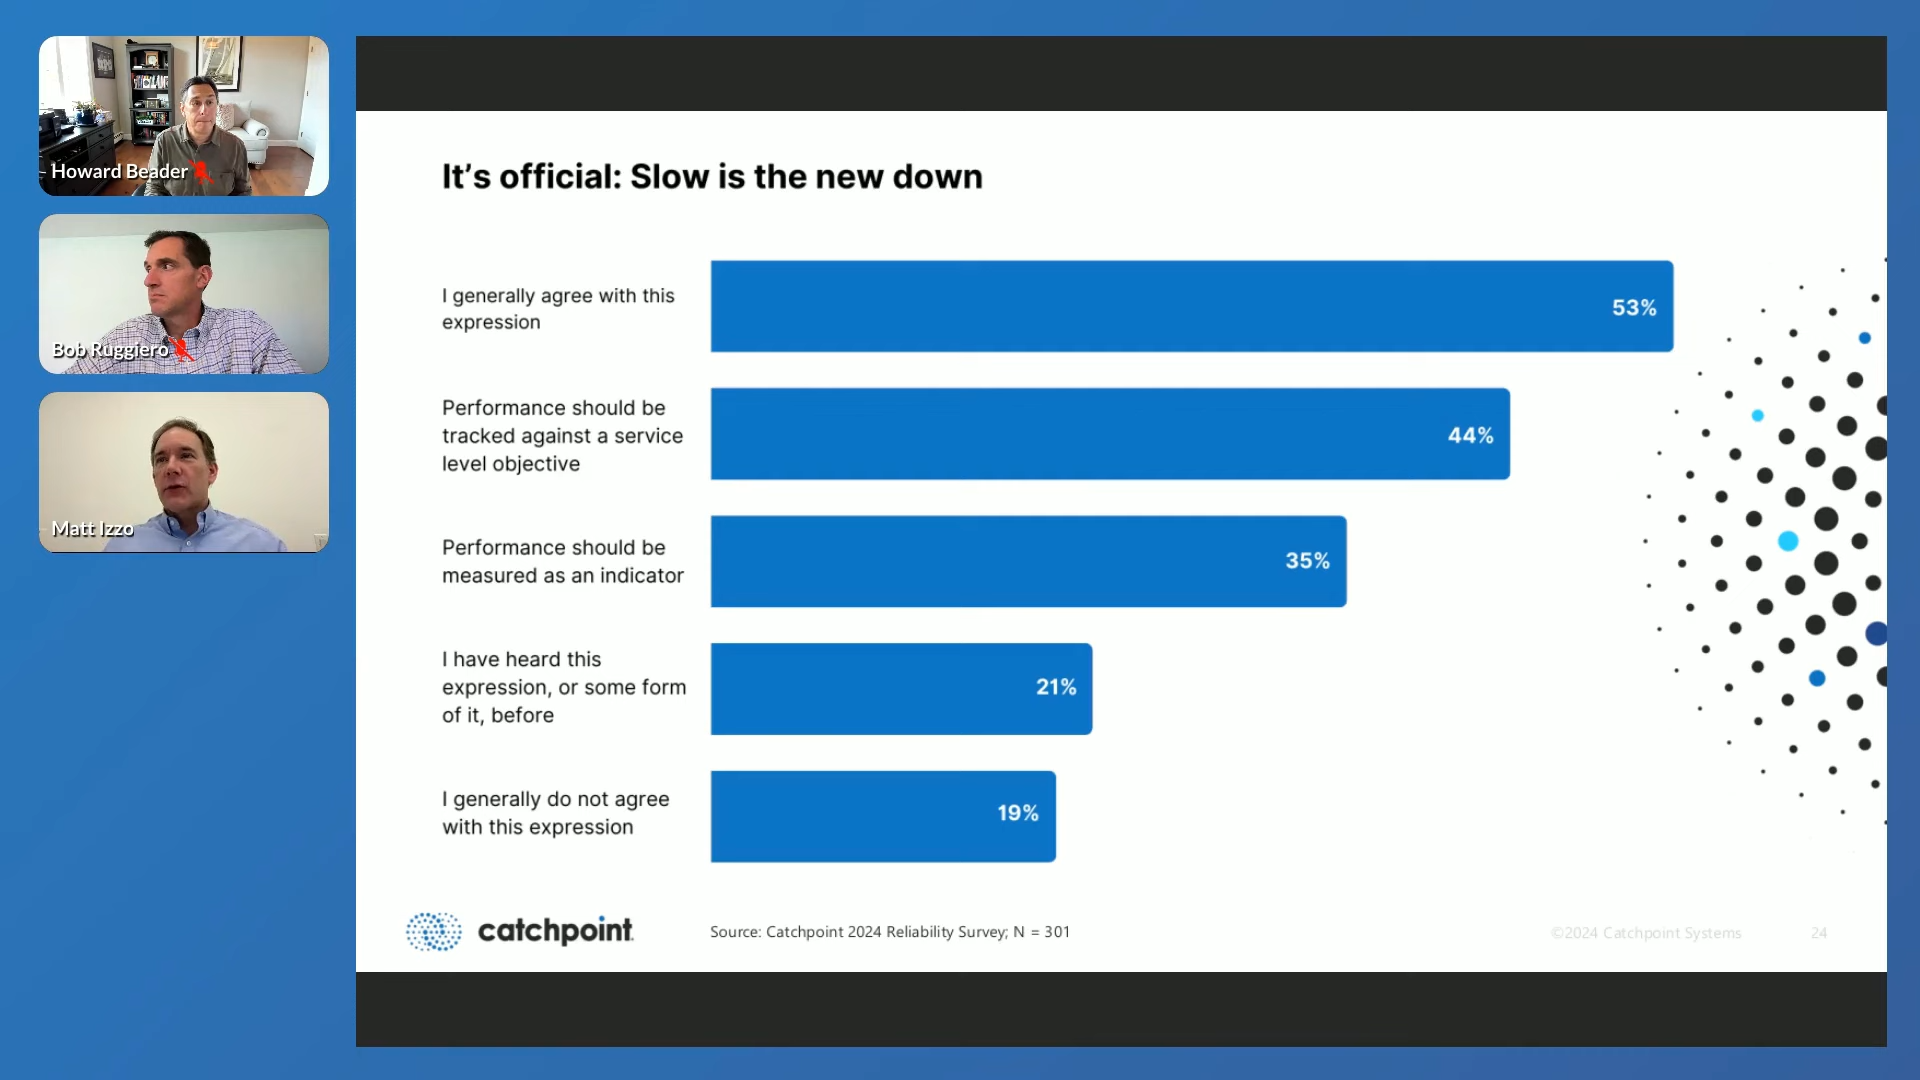 Howard Beader
Bob Ruggiero
Matt Izzo
It’s official: Slow is the new down
I generally agree with this
expression
53%
Performance should be
tracked against a service
level objective
44%
Performance should be
measured as an indicator
35%
I have heard this
expression, or some form
of it, before
21%
I generally do not agree
with this expression
19%
catchpoint.
Source: Catchpoint 2024 Reliability Survey; N = 301
©2024 Catchpoint Systems
24